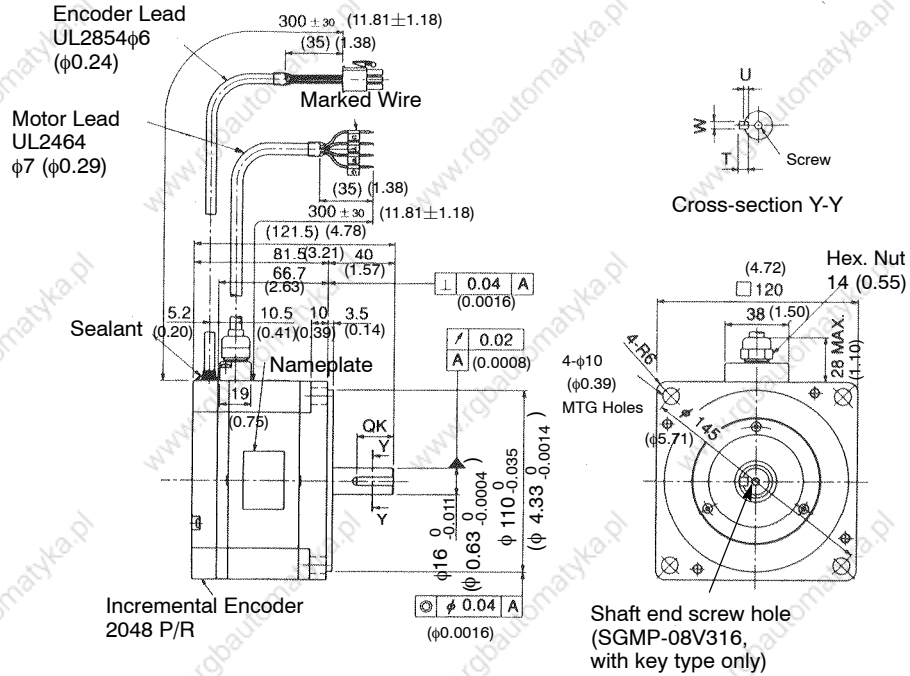 Encoder Lead
UL2854φ6
(φ0.24)
300 ± 30 (11.81±1.18)
(35) (1.38)
Marked Wire
Motor Lead
UL2464
φ7 (φ0.29)
(35) (1.38)
300 ± 30 (11.81±1.18)
(121.5) (4.78)
81.5 (3.21) 40
(1.57)
66.7
(2.63)
⊥ 0.04 A
(0.0016)
5.2
(0.20)
10.5
(0.41)
10
(0.39)
3.5
(0.14)
↗ 0.02
A (0.0008)
Sealant
Nameplate
19
(0.75)
QK
Y
Y
φ16 0 -0.011
(φ 0.63 0 -0.0004)
φ 110 0 -0.035
(φ 4.33 0 -0.0014)
◎ φ 0.04 A
(φ0.0016)
Incremental Encoder
2048 P/R
U
W
T
Screw
Cross-section Y-Y
(4.72)
□ 120
38 (1.50)
Hex. Nut
14 (0.55)
28 MAX.
(1.10)
4-R6
4-φ10
(φ0.39)
MTG Holes
φ 145
(φ5.71)
Shaft end screw hole
(SGMP-08V316,
with key type only)
www.rgbautomatyka.pl